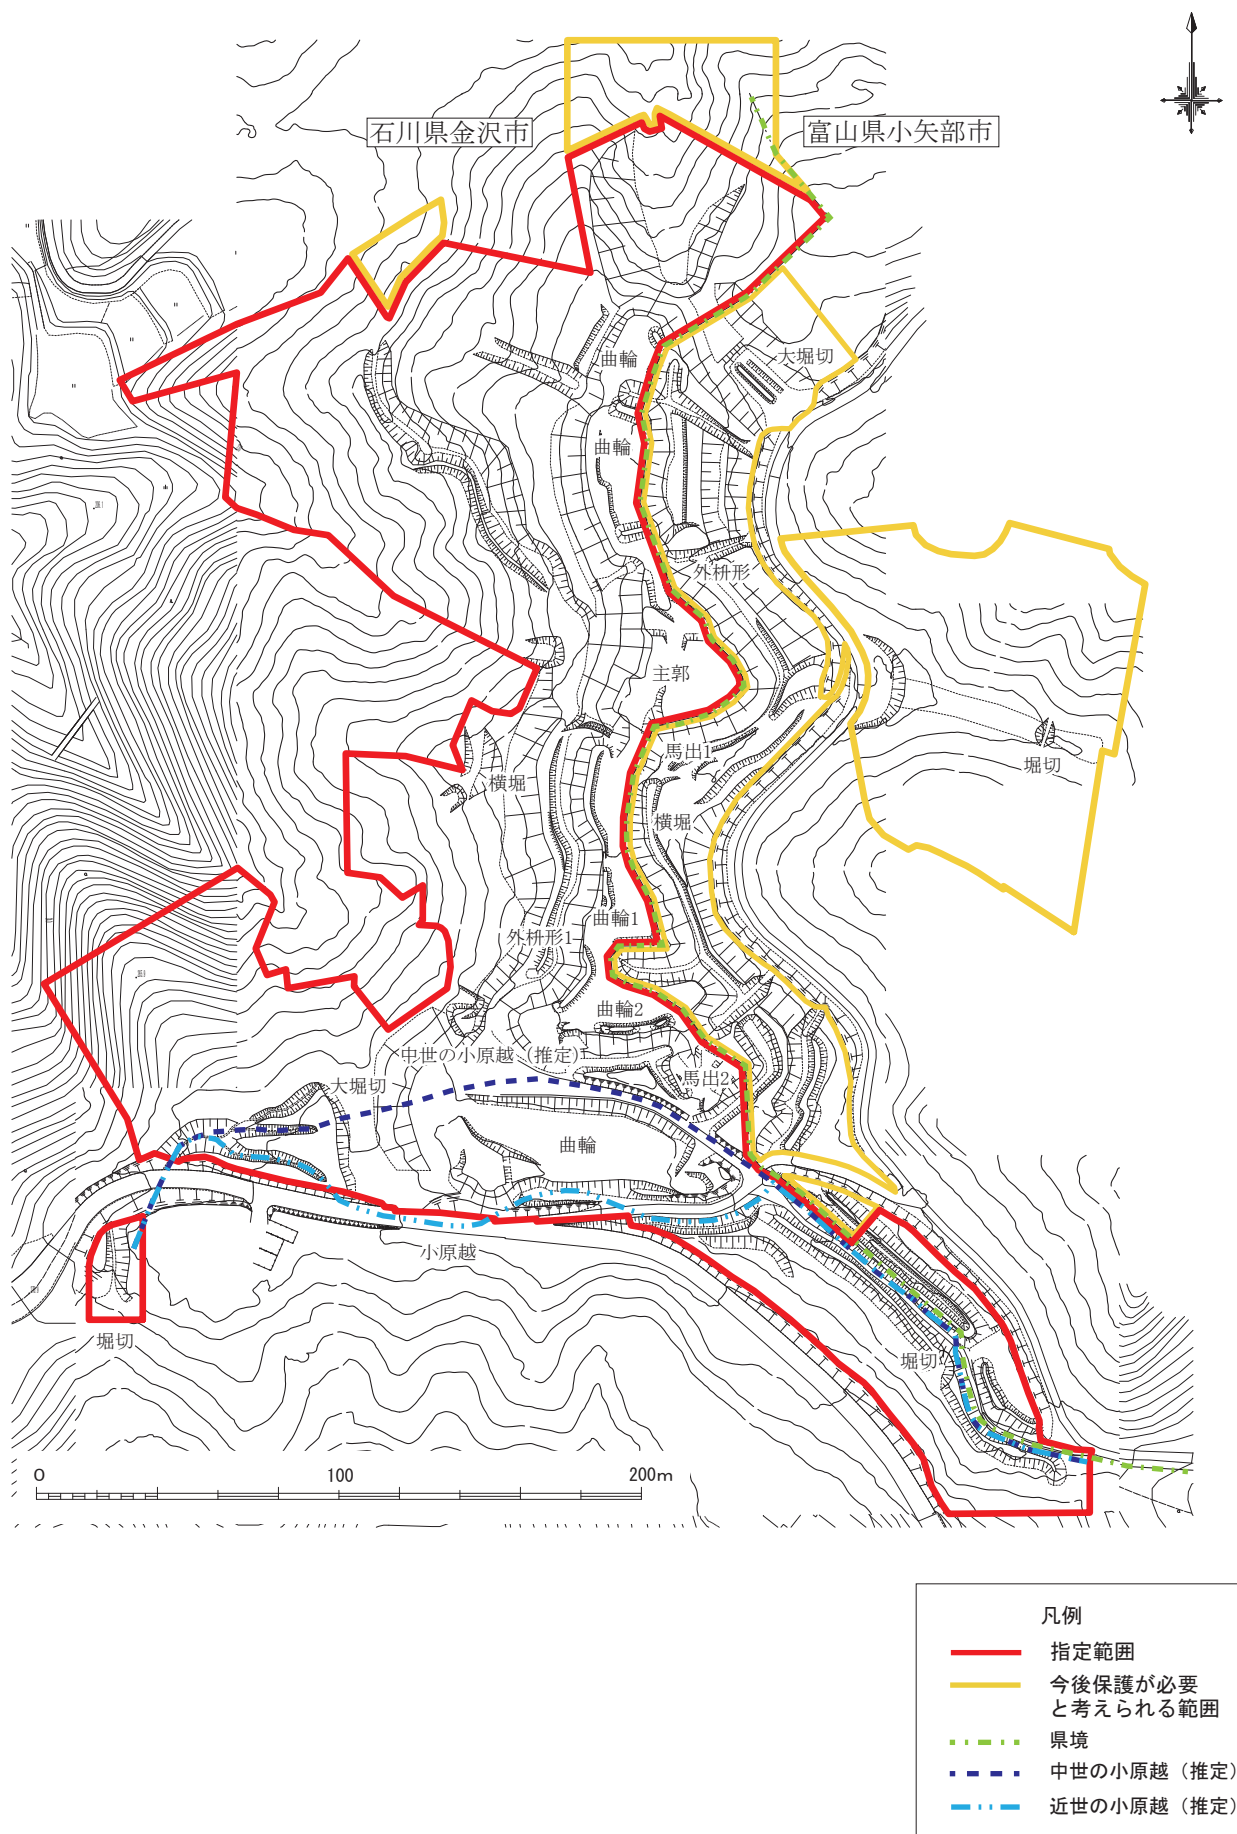 石川県金沢市
富山県小矢部市
大堀切
曲輪
曲輪
外枡形
主郭
馬出1
堀切
横堀
横堀
曲輪1
外枡形1
曲輪2
中世の小原越（推定）
馬出2
大堀切
曲輪
小原越
堀切
堀切
0 100 200m
凡例
指定範囲
今後保護が必要
と考えられる範囲
県境
中世の小原越（推定）
近世の小原越（推定）